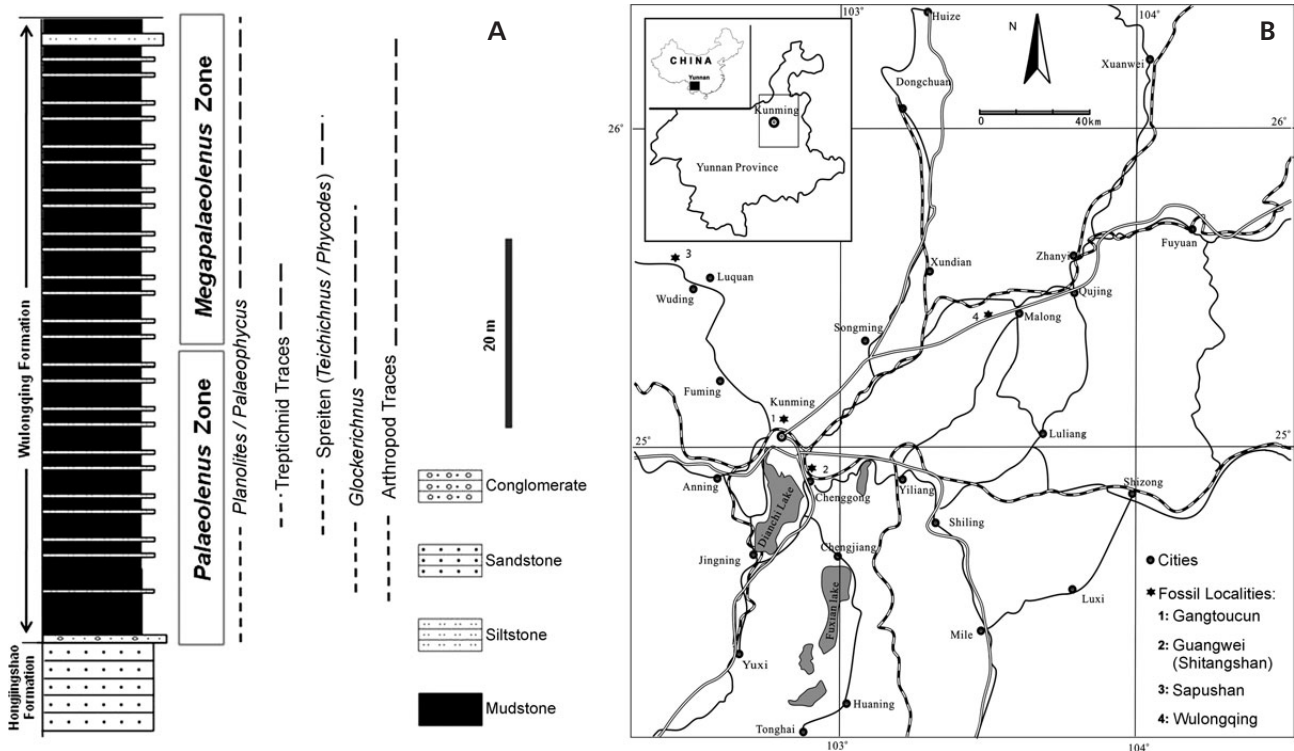 A
Wulongqing Formation
Hongjingshao
Formation
Megapalaeolenus Zone
Palaeolenus Zone
Planolites / Palaeophycus
Treptichnid Traces
Spreiten (Teichichnus / Phycodes)
Glockerichnus
Arthropod Traces
20 m
Conglomerate
Sandstone
Siltstone
Mudstone
B
103°
104°
CHINA
Yunnan
Kunming
Yunnan Province
Huize
N
Xuanwei
Dongchuan
0 40km
26°
26°
3
Luquan
Wuding
Xundian
Zhanyi
Fuyuan
Qujing
4
Malong
Songming
Fuming
Kunming
1
Luliang
25°
25°
2
Anning
Chenggong
Yiliang
Shizong
Dianchi Lake
Shiling
Jingning
Chengjiang
Fuxian lake
Luxi
Mile
Yuxi
Huaning
Tonghai
103°
104°
Cities
Fossil Localities:
1: Gangtoucun
2: Guangwei
(Shitangshan)
3: Sapushan
4: Wulongqing